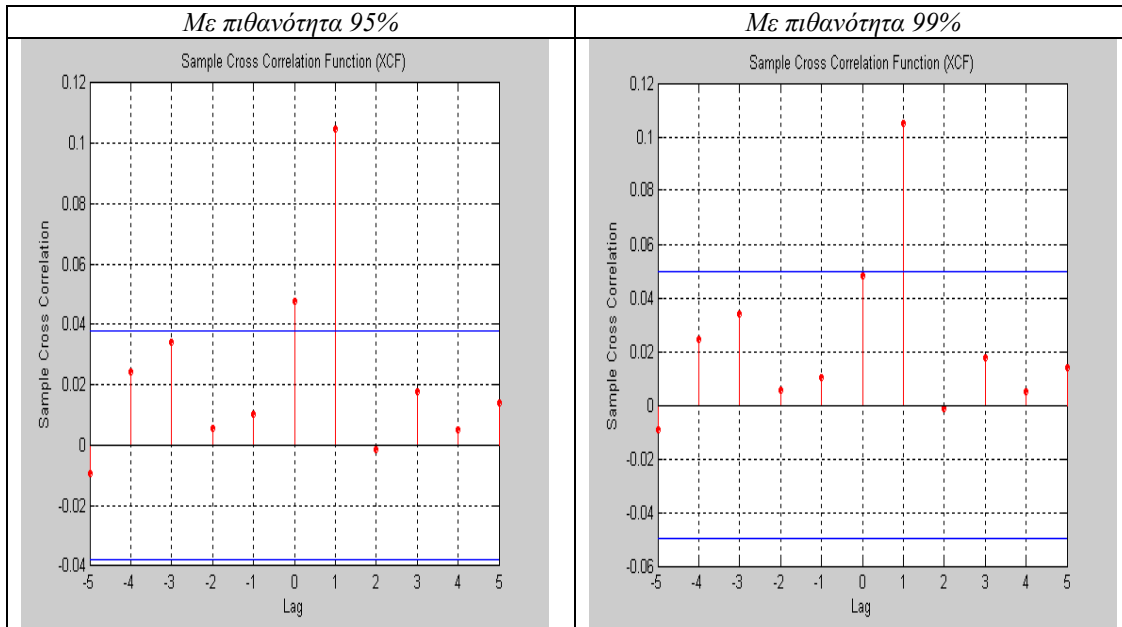 Με πιθανότητα 95%
Sample Cross Correlation Function (XCF)
Sample Cross Correlation
0.12
0.1
0.08
0.06
0.04
0.02
0
-0.02
-0.04
-5 -4 -3 -2 -1 0 1 2 3 4 5
Lag
Με πιθανότητα 99%
Sample Cross Correlation Function (XCF)
Sample Cross Correlation
0.12
0.1
0.08
0.06
0.04
0.02
0
-0.02
-0.04
-0.06
-5 -4 -3 -2 -1 0 1 2 3 4 5
Lag